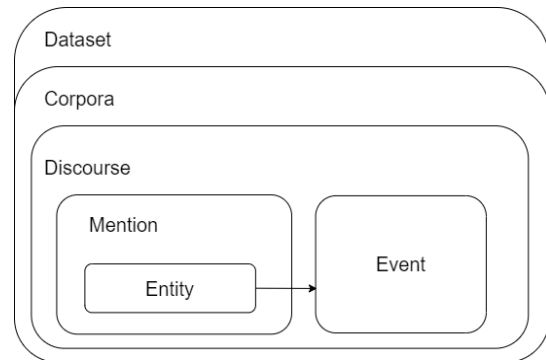 Dataset
Corpora
Discourse
Mention
Entity
Event